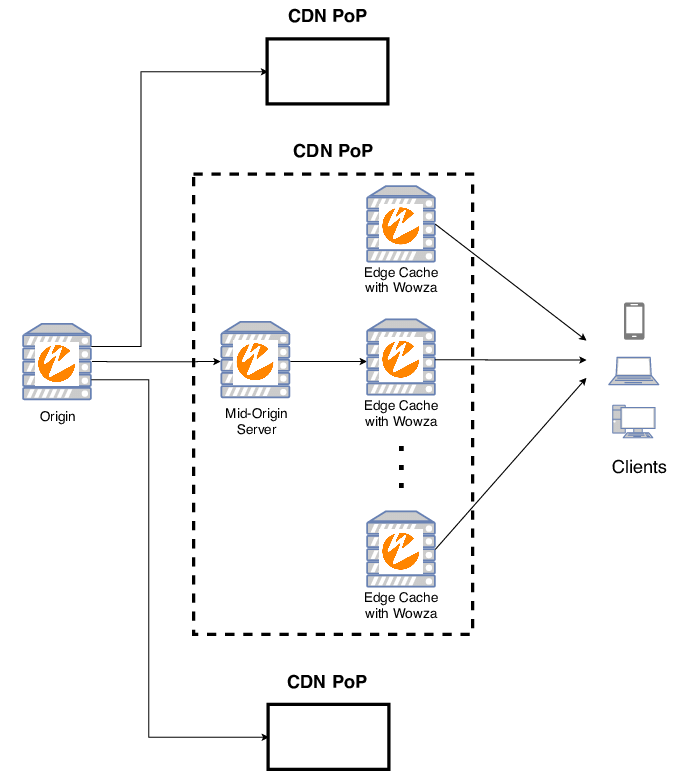 CDN PoP
CDN PoP
Edge Cache
with Wowza
Origin
Mid-Origin
Server
Edge Cache
with Wowza
Clients
Edge Cache
with Wowza
CDN PoP